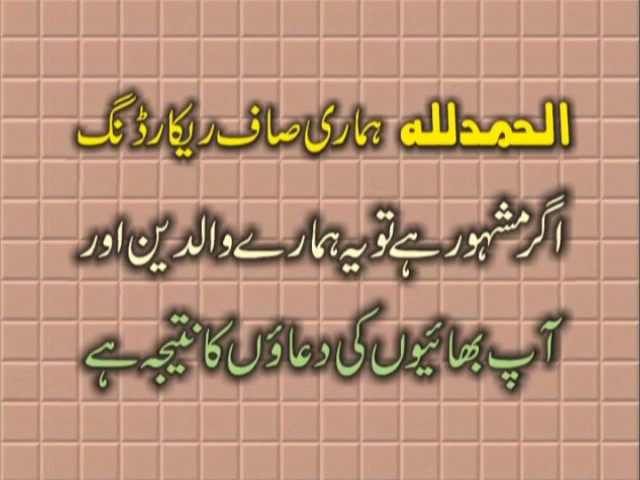 الحمدلله ہماری صاف ریکارڈنگ
اگر مشہور ہے تو یہ ہمارے والدین اور
آپ بھائیوں کی دعاؤں کا نتیجہ ہے